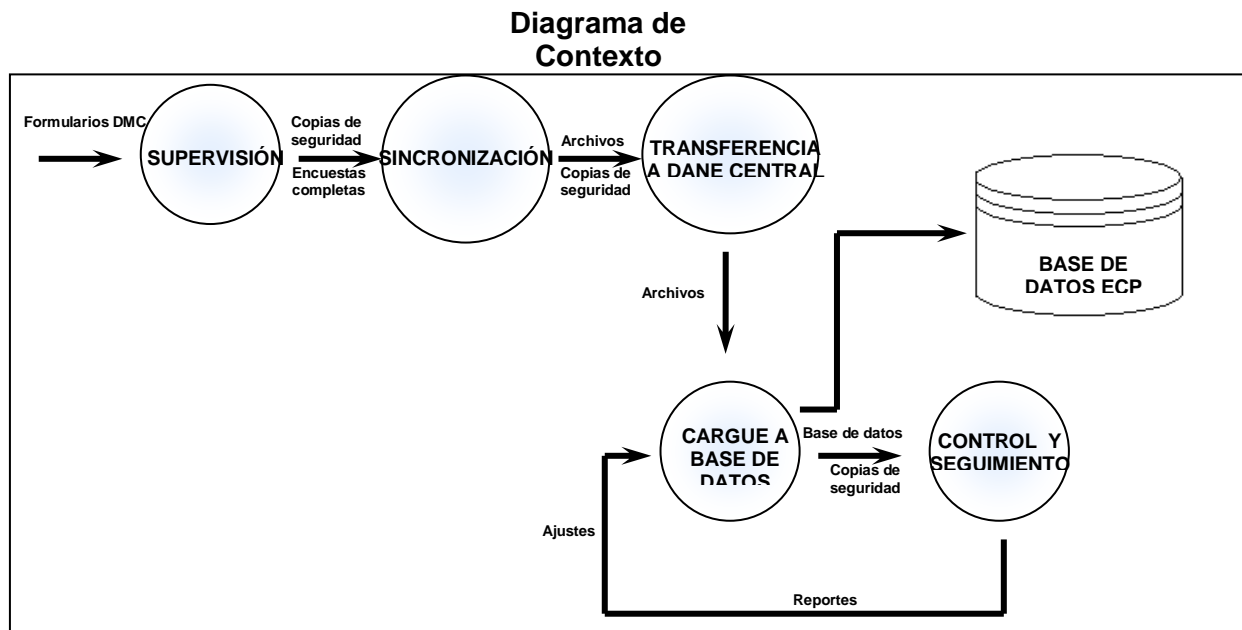 Diagrama de
Contexto
Formularios DMC
SUPERVISIÓN
Copias de
seguridad
Encuestas
completas
SINCRONIZACIÓN
Archivos
Copias de
seguridad
TRANSFERENCIA
A DANE CENTRAL
BASE DE
DATOS ECP
Archivos
CARGUE A
BASE DE
DATOS
Base de datos
Copias de
seguridad
CONTROL Y
SEGUIMIENTO
Ajustes
Reportes